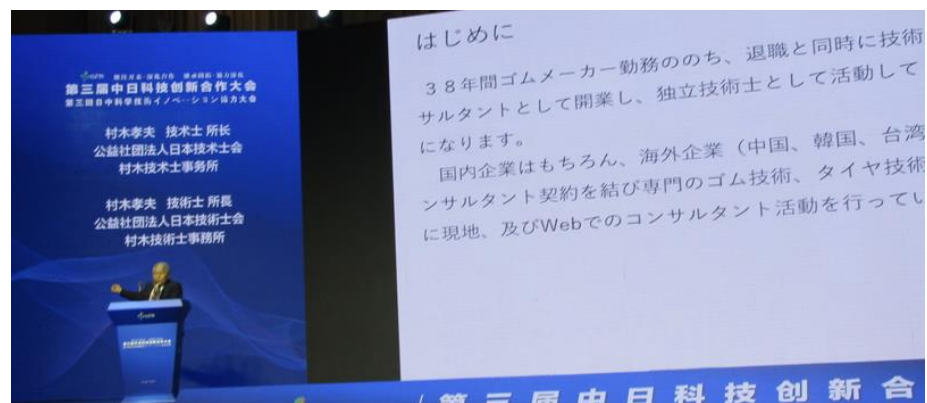 第三届中日科技创新合作大会
第三回日中科学技術イノベーション協力大会
村木孝夫 技术士 所长
公益社团法人日本技术士会
村木技术士事务所
村木孝夫 技術士 所長
公益社団法人日本技術士会
村木技術士事務所
はじめに
38年間ゴムメーカー勤務ののち、退職と同時に技術
サルタントとして開業し、独立技術士として活動して
になります。
国内企業はもちろん、海外企業(中国、韓国、台湾
ンサルタント契約を結び専門のゴム技術、タイヤ技術
に現地、及びWebでのコンサルタント活動を行ってい
第三届中日科技创新合